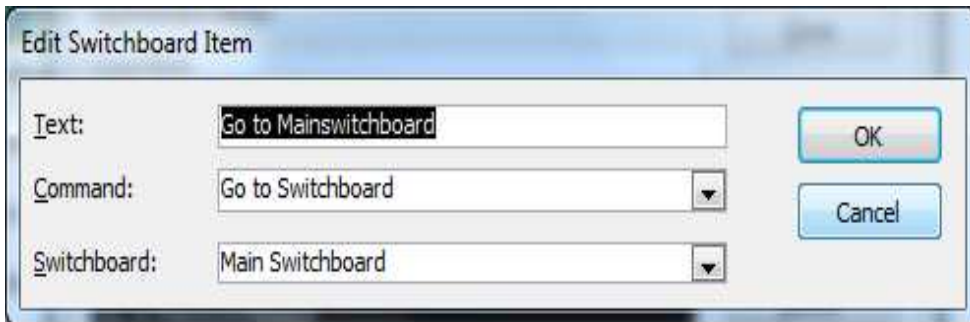 Edit Switchboard Item
Text: Go to Mainswitchboard OK
Command: Go to Switchboard Cancel
Switchboard: Main Switchboard